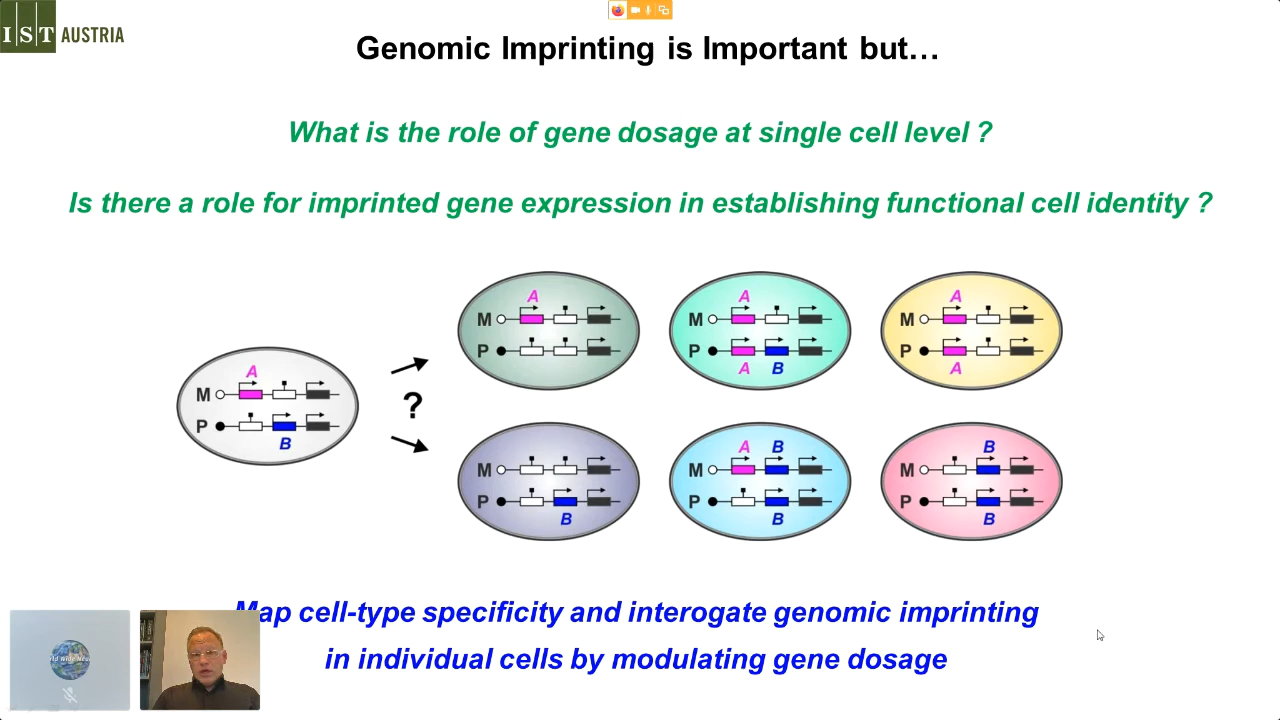 IST AUSTRIA
Genomic Imprinting is Important but…
What is the role of gene dosage at single cell level ?
Is there a role for imprinted gene expression in establishing functional cell identity ?
A
M
P
B
?
A
M
P
A
M
P
A B
A
M
P
A
M
P
B
A B
M
P
B
B
M
P
B
Map cell-type specificity and interogate genomic imprinting
in individual cells by modulating gene dosage